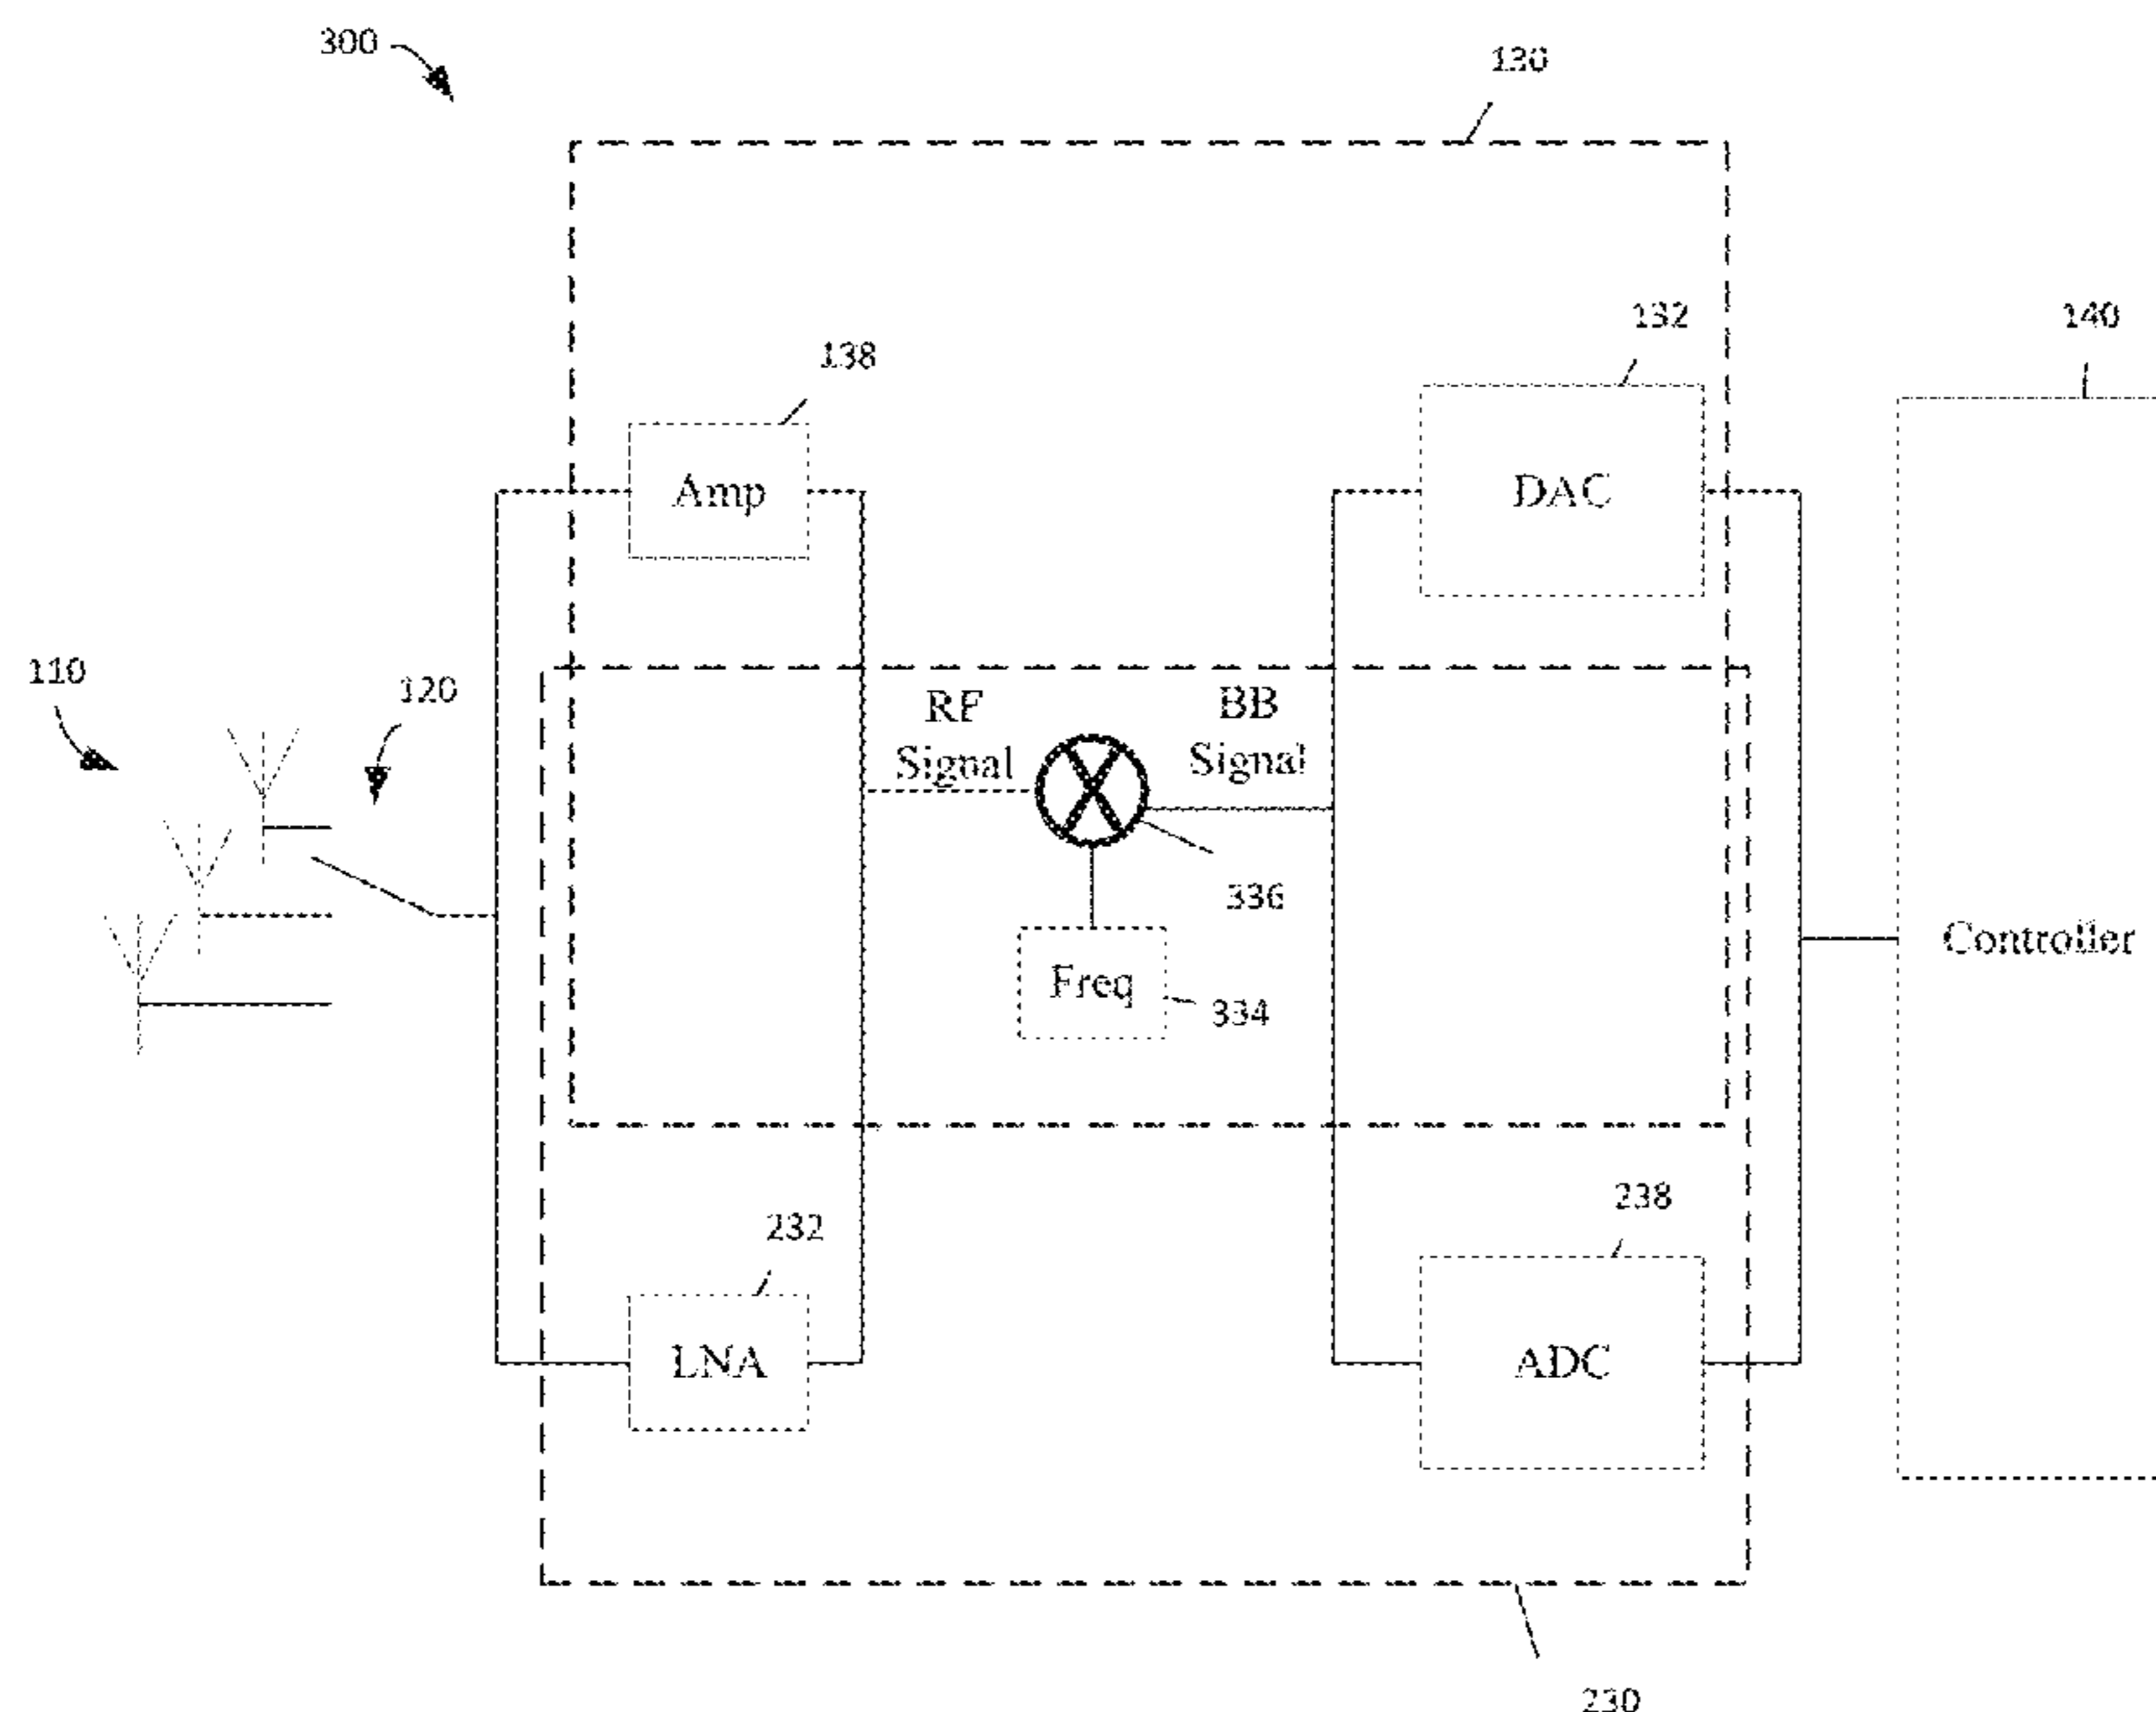 300
130
132
140
138
Amp
DAC
110
120
RF
Signal
BB
Signal
336
Freq
334
Controller
238
232
LNA
ADC
230